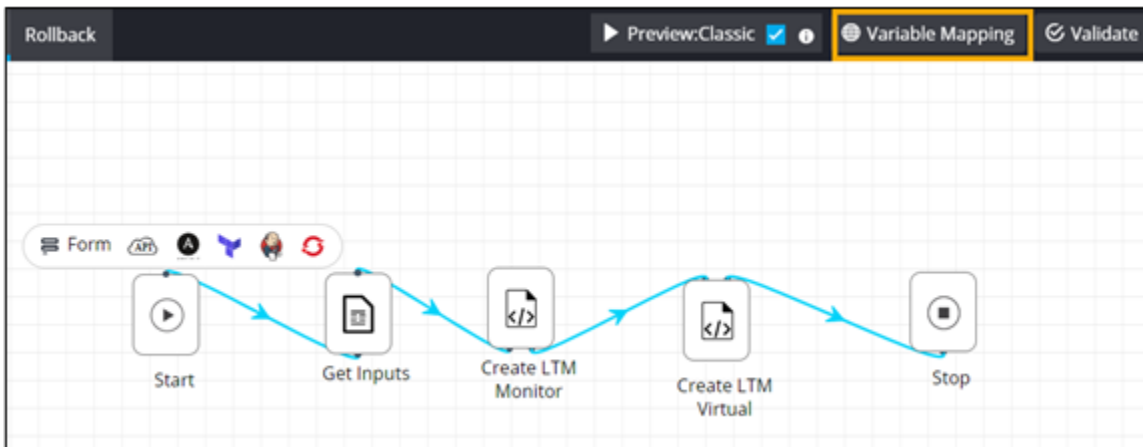 Rollback
Preview:Classic
Variable Mapping
Validate
Form
API
A
Start
Get Inputs
Create LTM
Monitor
Create LTM
Virtual
Stop